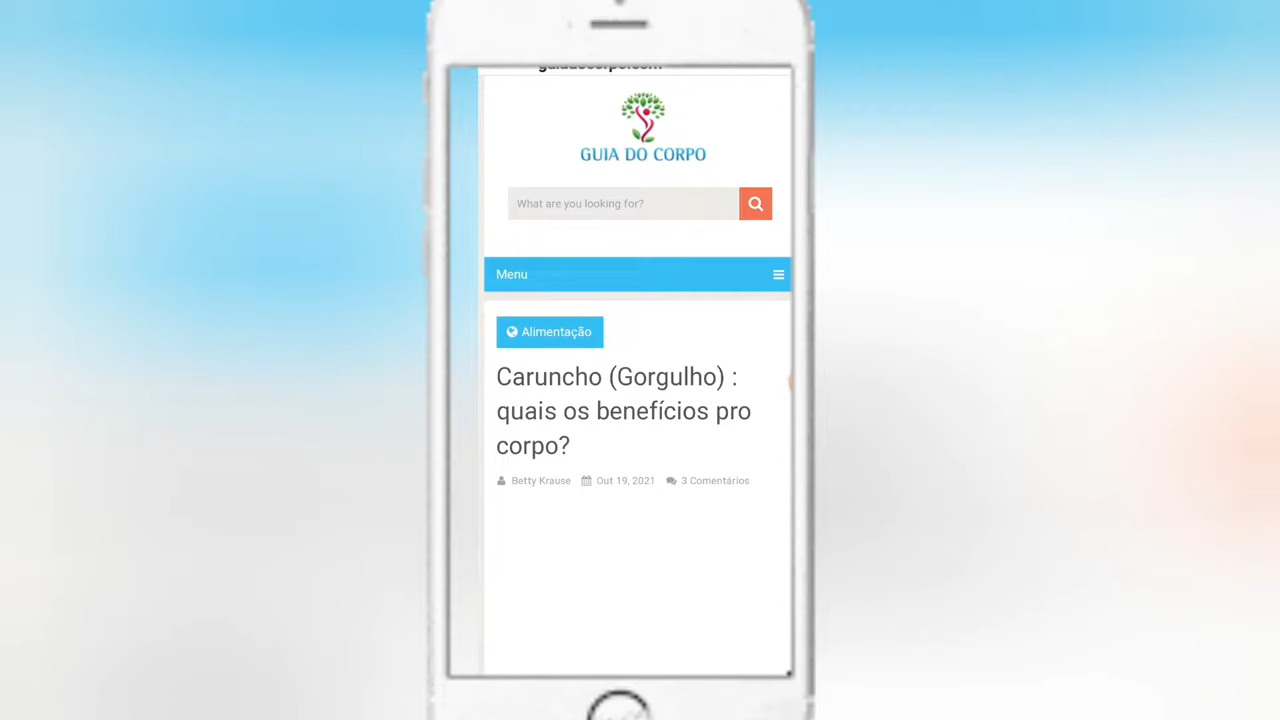 GUIA DO CORPO
What are you looking for?
Menu
Alimentação
Caruncho (Gorgulho) :
quais os benefícios pro
corpo?
Betty Krause Out 19, 2021 3 Comentários